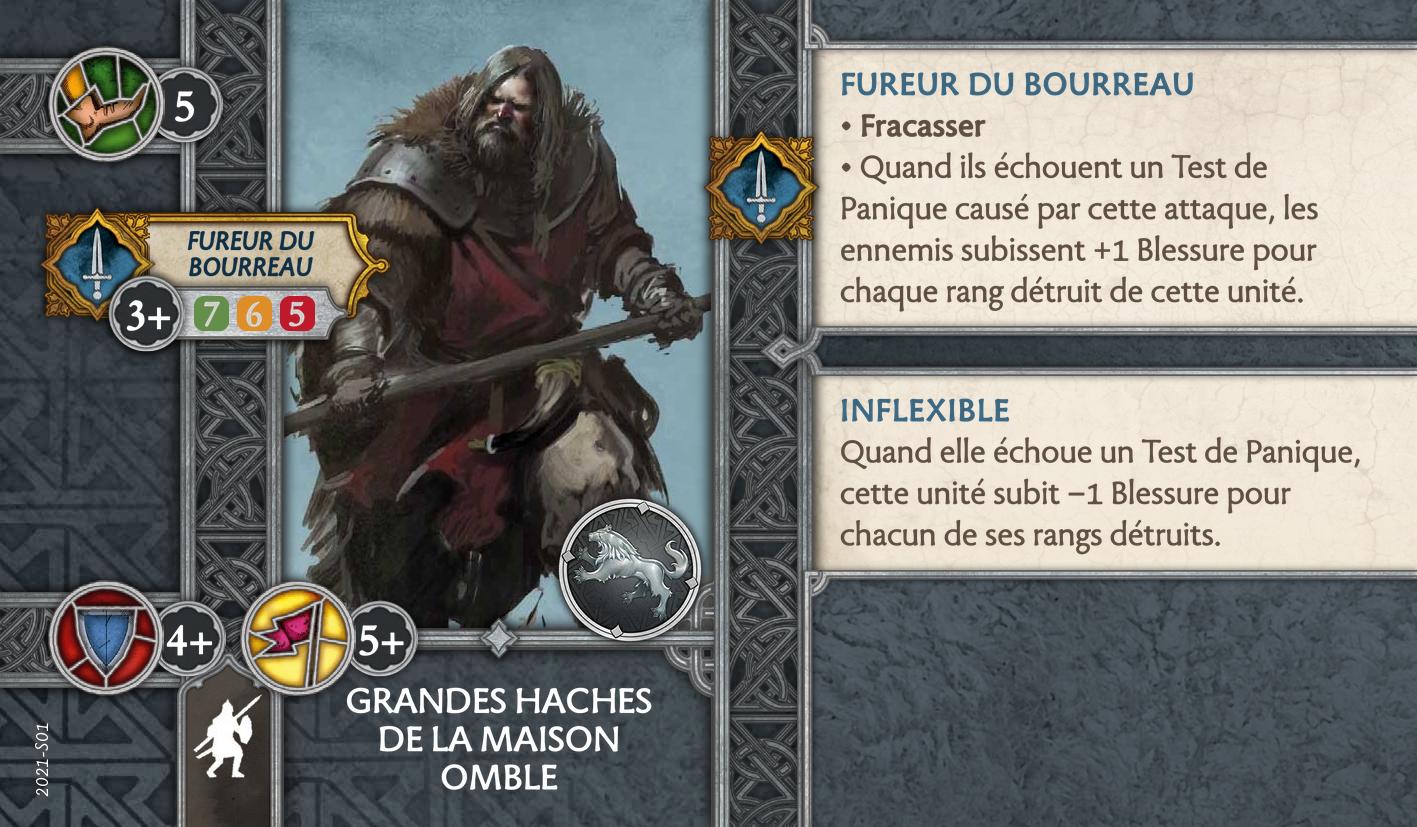 5
FUREUR DU
BOURREAU
3+ 7 6 5
4+
5+
GRANDES HACHES
DE LA MAISON
OMBLE
2021-S01
FUREUR DU BOURREAU
• Fracasser
• Quand ils échouent un Test de
Panique causé par cette attaque, les
ennemis subissent +1 Blessure pour
chaque rang détruit de cette unité.
INFLEXIBLE
Quand elle échoue un Test de Panique,
cette unité subit −1 Blessure pour
chacun de ses rangs détruits.